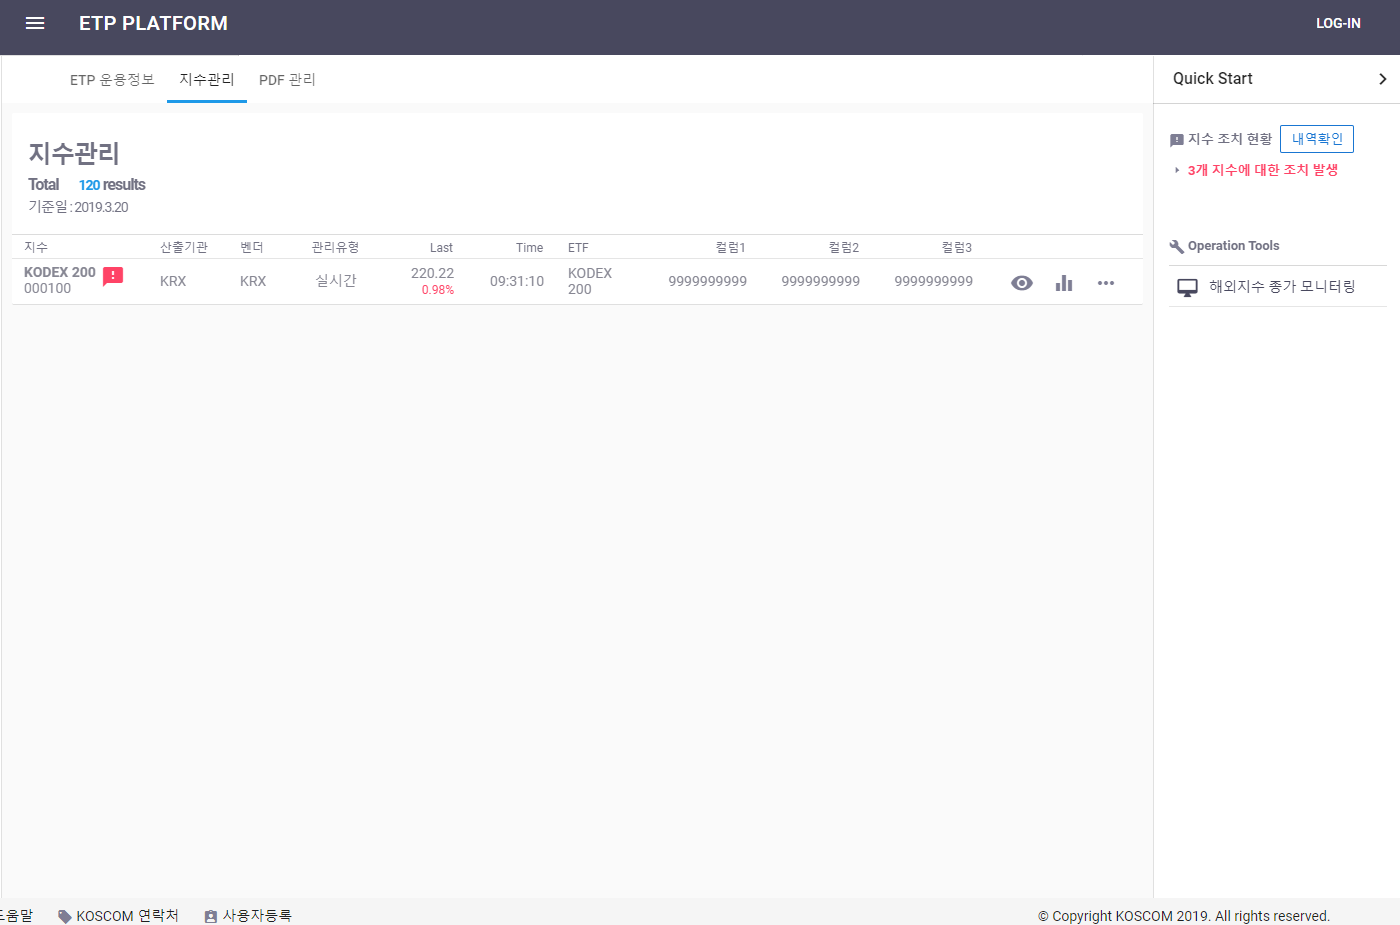 ETP PLATFORM
LOG-IN
ETP 운용정보 지수관리 PDF 관리
Quick Start
지수관리
Total 120 results
기준일 : 2019.3.20
지수 조치 현황 내역확인
3개 지수에 대한 조치 발생
Operation Tools
해외지수 종가 모니터링
지수 산출기관 벤더 관리유형 Last Time ETF 컬럼1 컬럼2 컬럼3
KODEX 200
000100
KRX KRX 실시간
220.22
0.98%
09:31:10
KODEX
200
9999999999 9999999999 9999999999
도움말 KOSCOM 연락처 사용자등록
© Copyright KOSCOM 2019. All rights reserved.